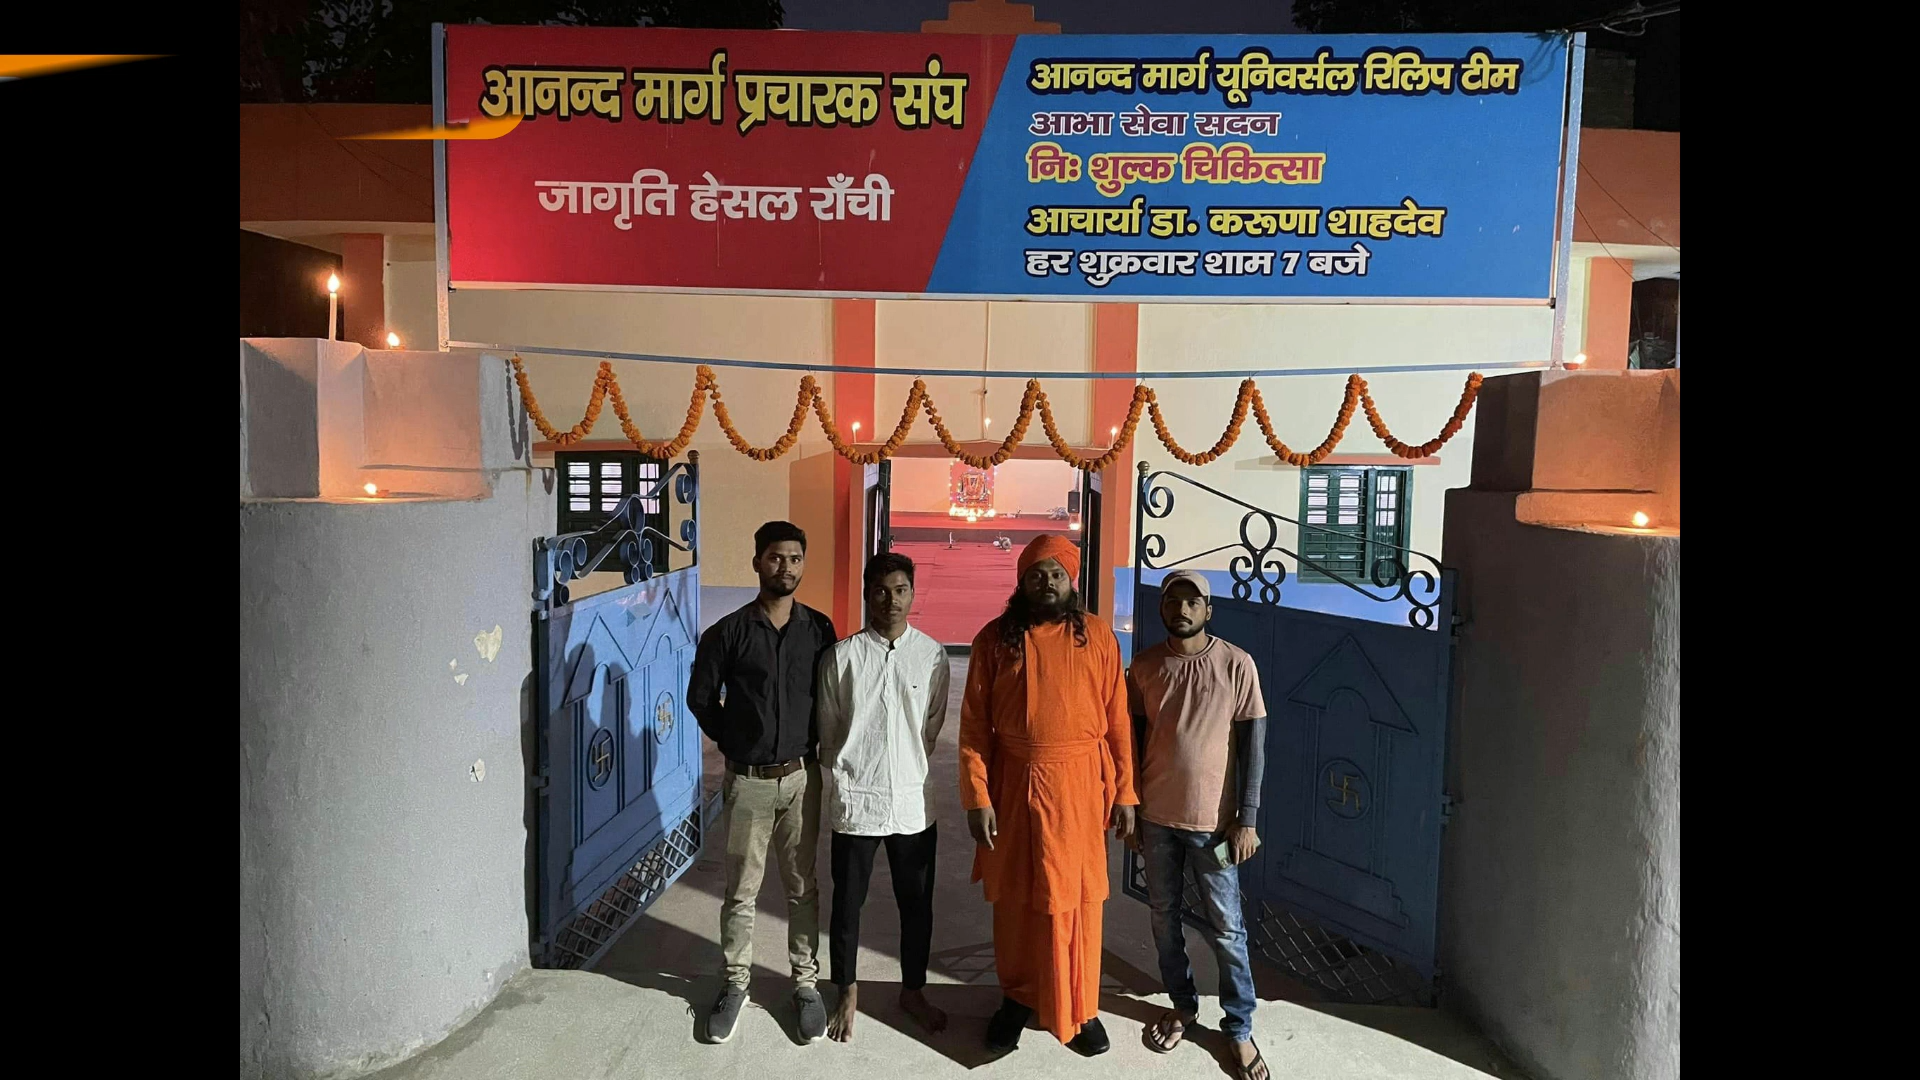 आनन्द मार्ग प्रचारक संघ
जागृति हेसल राँची
आनन्द मार्ग यूनिवर्सल रिलिप टीम
आभा सेवा सदन
निः शुल्क चिकित्सा
आचार्या डा. करूणा शाहदेव
हर शुक्रवार शाम 7 बजे